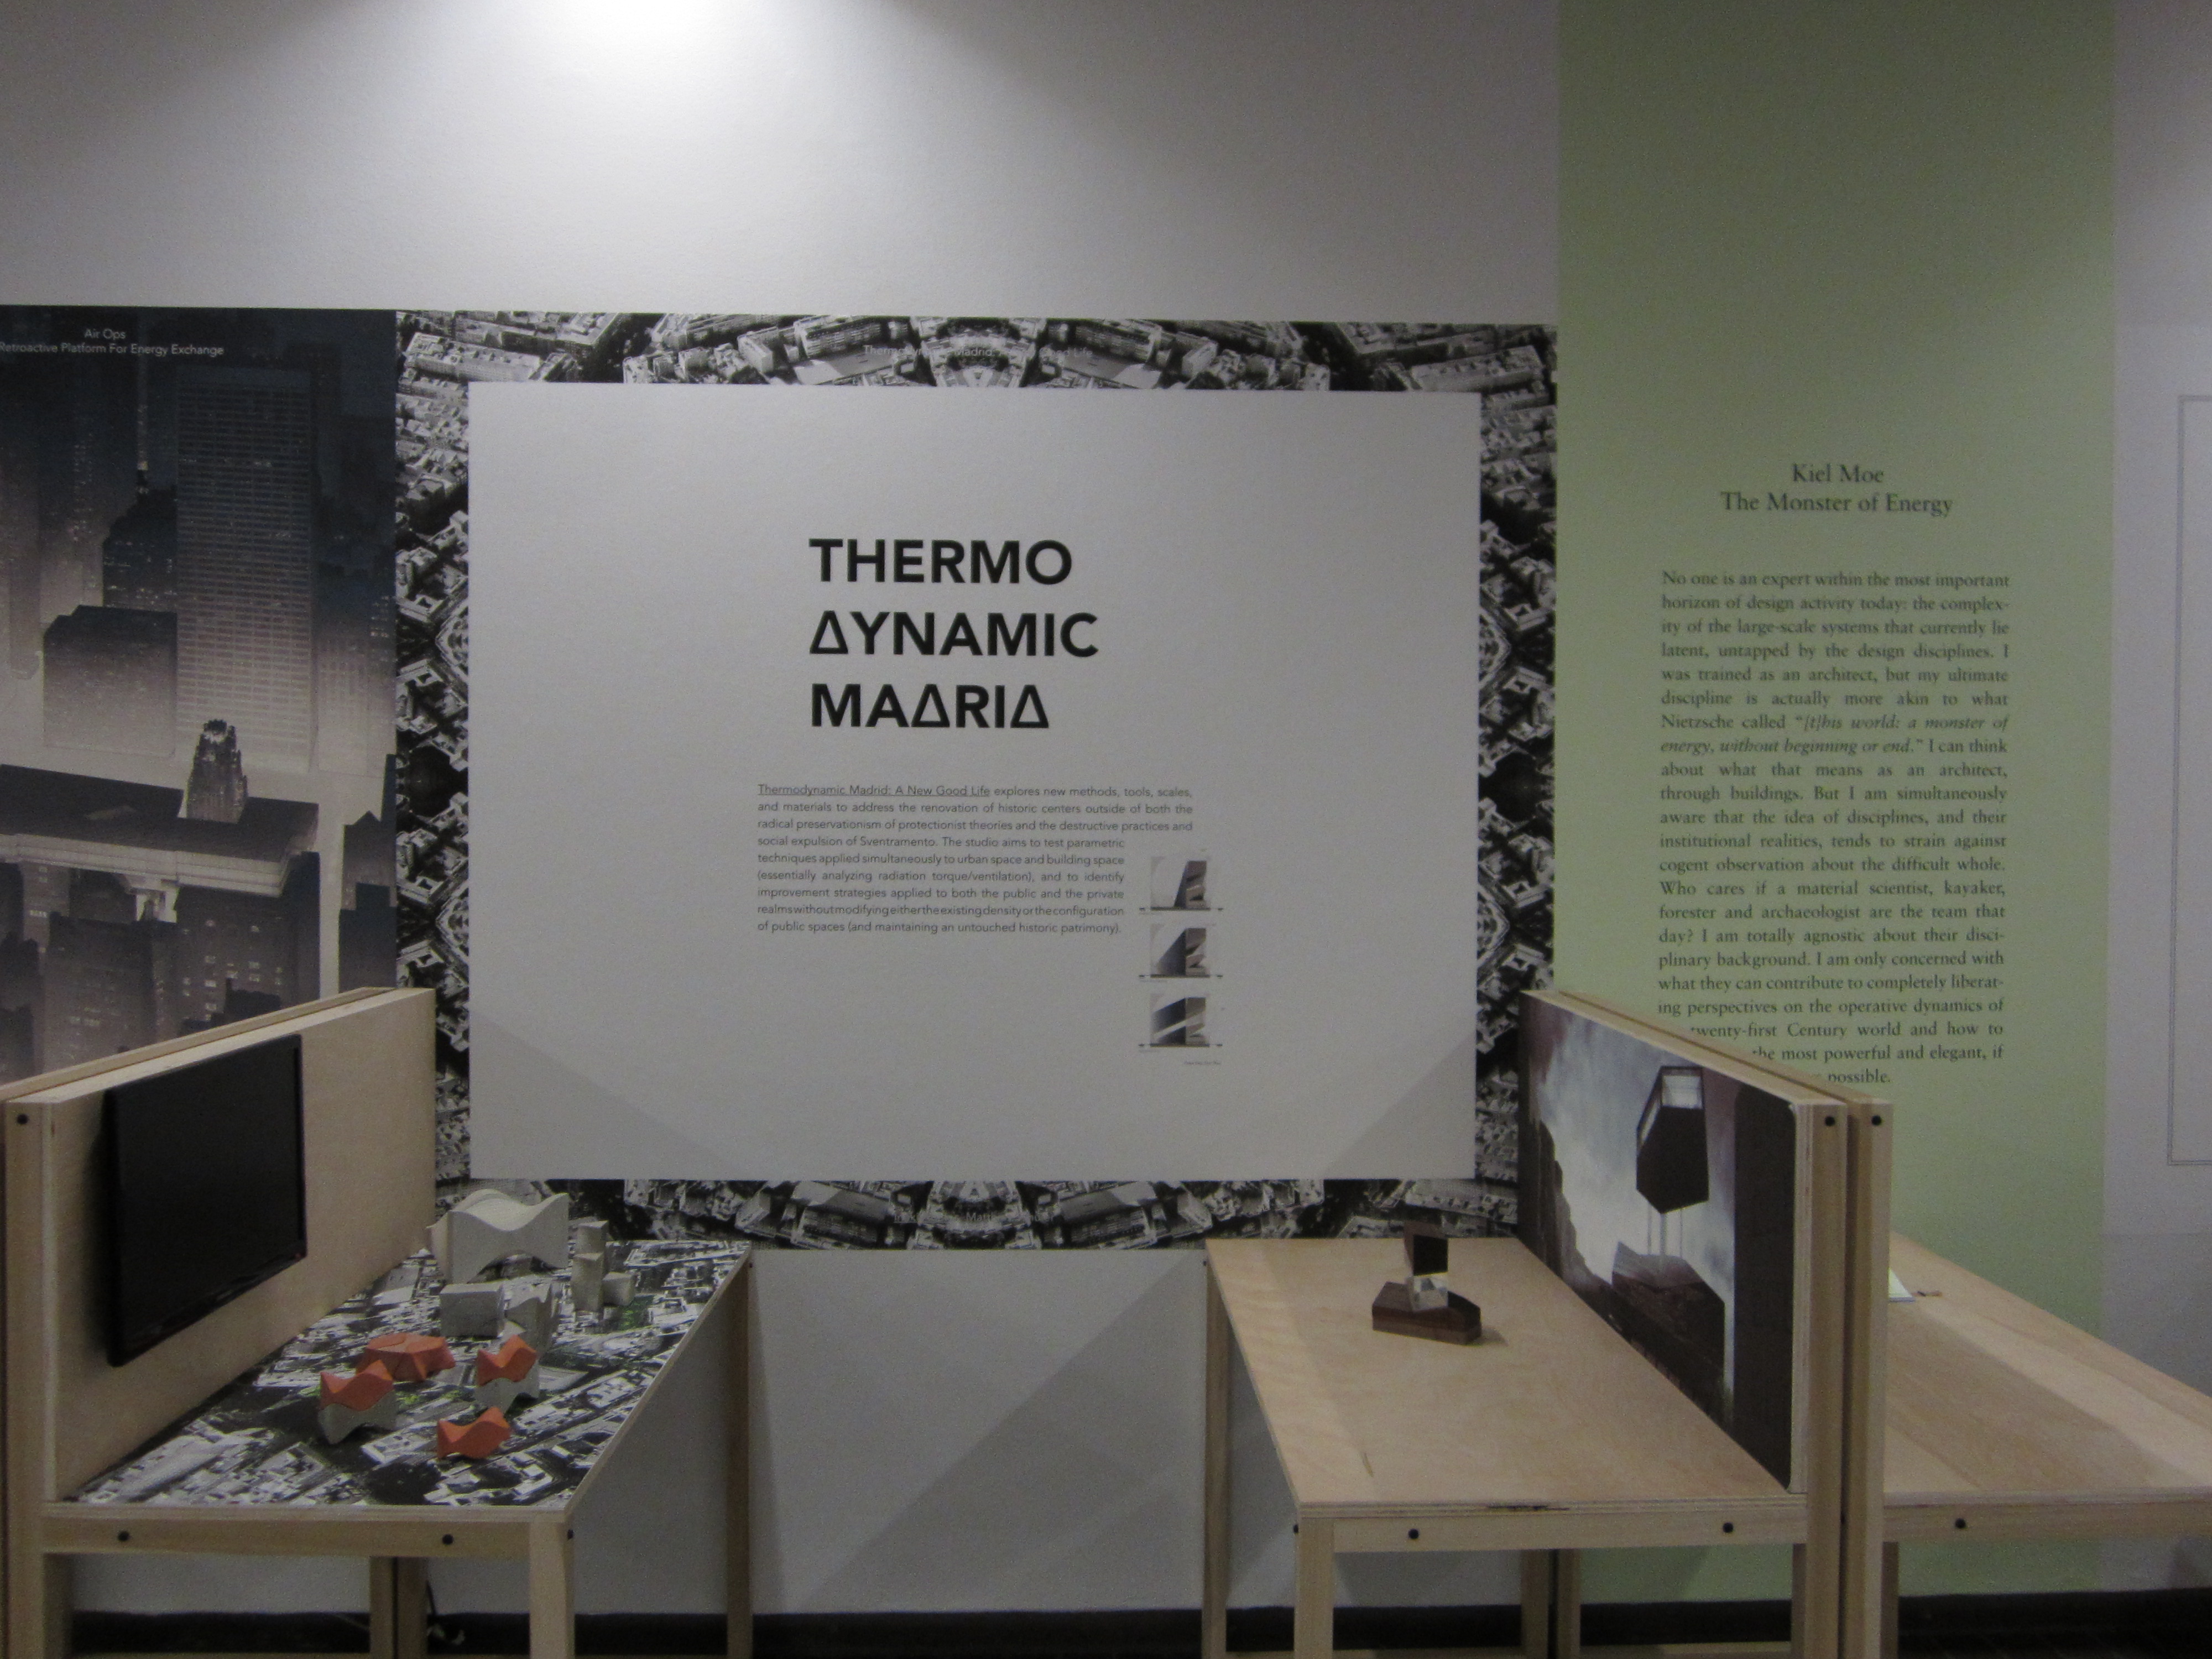 Air Ops
Retroactive Platform For Energy Exchange
THERMO
ΔYNAMIC
MAΔRIΔ
Thermodynamic Madrid: A New Good Life explores new methods, tools, scales,
and materials to address the renovation of historic centers outside of both the
radical preservationism of protectionist theories and the destructive practices and
social expulsion of Sventramento. The studio aims to test parametric
techniques applied simultaneously to urban space and building space
(essentially analyzing radiation torque/ventilation), and to identify
improvement strategies applied to both the public and the private
realms without modifying either the existing density or the configuration
of public spaces (and maintaining an untouched historic patrimony).
Kiel Moe
The Monster of Energy
No one is an expert within the most important
horizon of design activity today: the complex-
ity of the large-scale systems that currently lie
latent, untapped by the design disciplines. I
was trained as an architect, but my ultimate
discipline is actually more akin to what
Nietzsche called "[t]his world: a monster of
energy, without beginning or end." I can think
about what that means as an architect,
through buildings. But I am simultaneously
aware that the idea of disciplines, and their
institutional realities, tends to strain against
cogent observation about the difficult whole.
Who cares if a material scientist, kayaker,
forester and archaeologist are the team that
day? I am totally agnostic about their disci-
plinary background. I am only concerned with
what they can contribute to completely liberat-
ing perspectives on the operative dynamics of
twenty-first Century world and how to
the most powerful and elegant, if
possible.